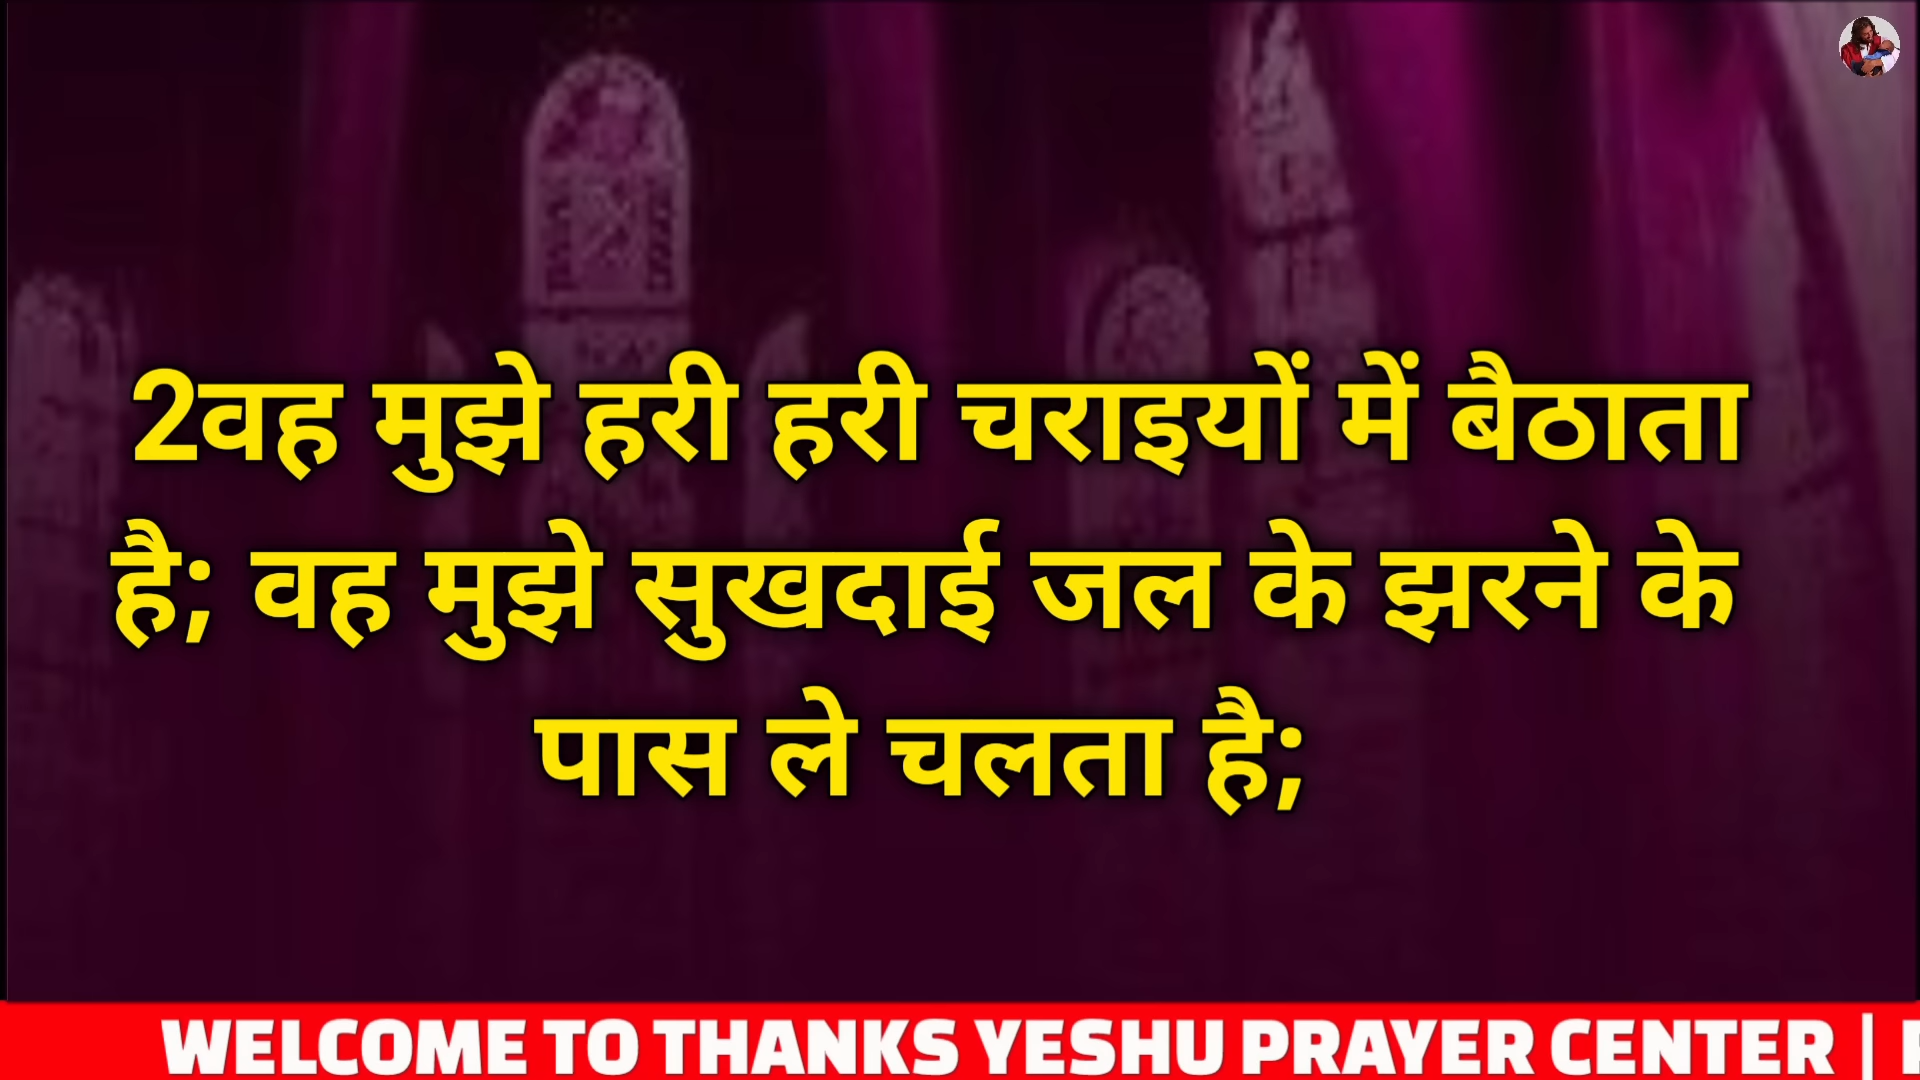 2वह मुझे हरी हरी चराइयों में बैठाता
है; वह मुझे सुखदाई जल के झरने के
पास ले चलता है;
WELCOME TO THANKS YESHU PRAYER CENTER |